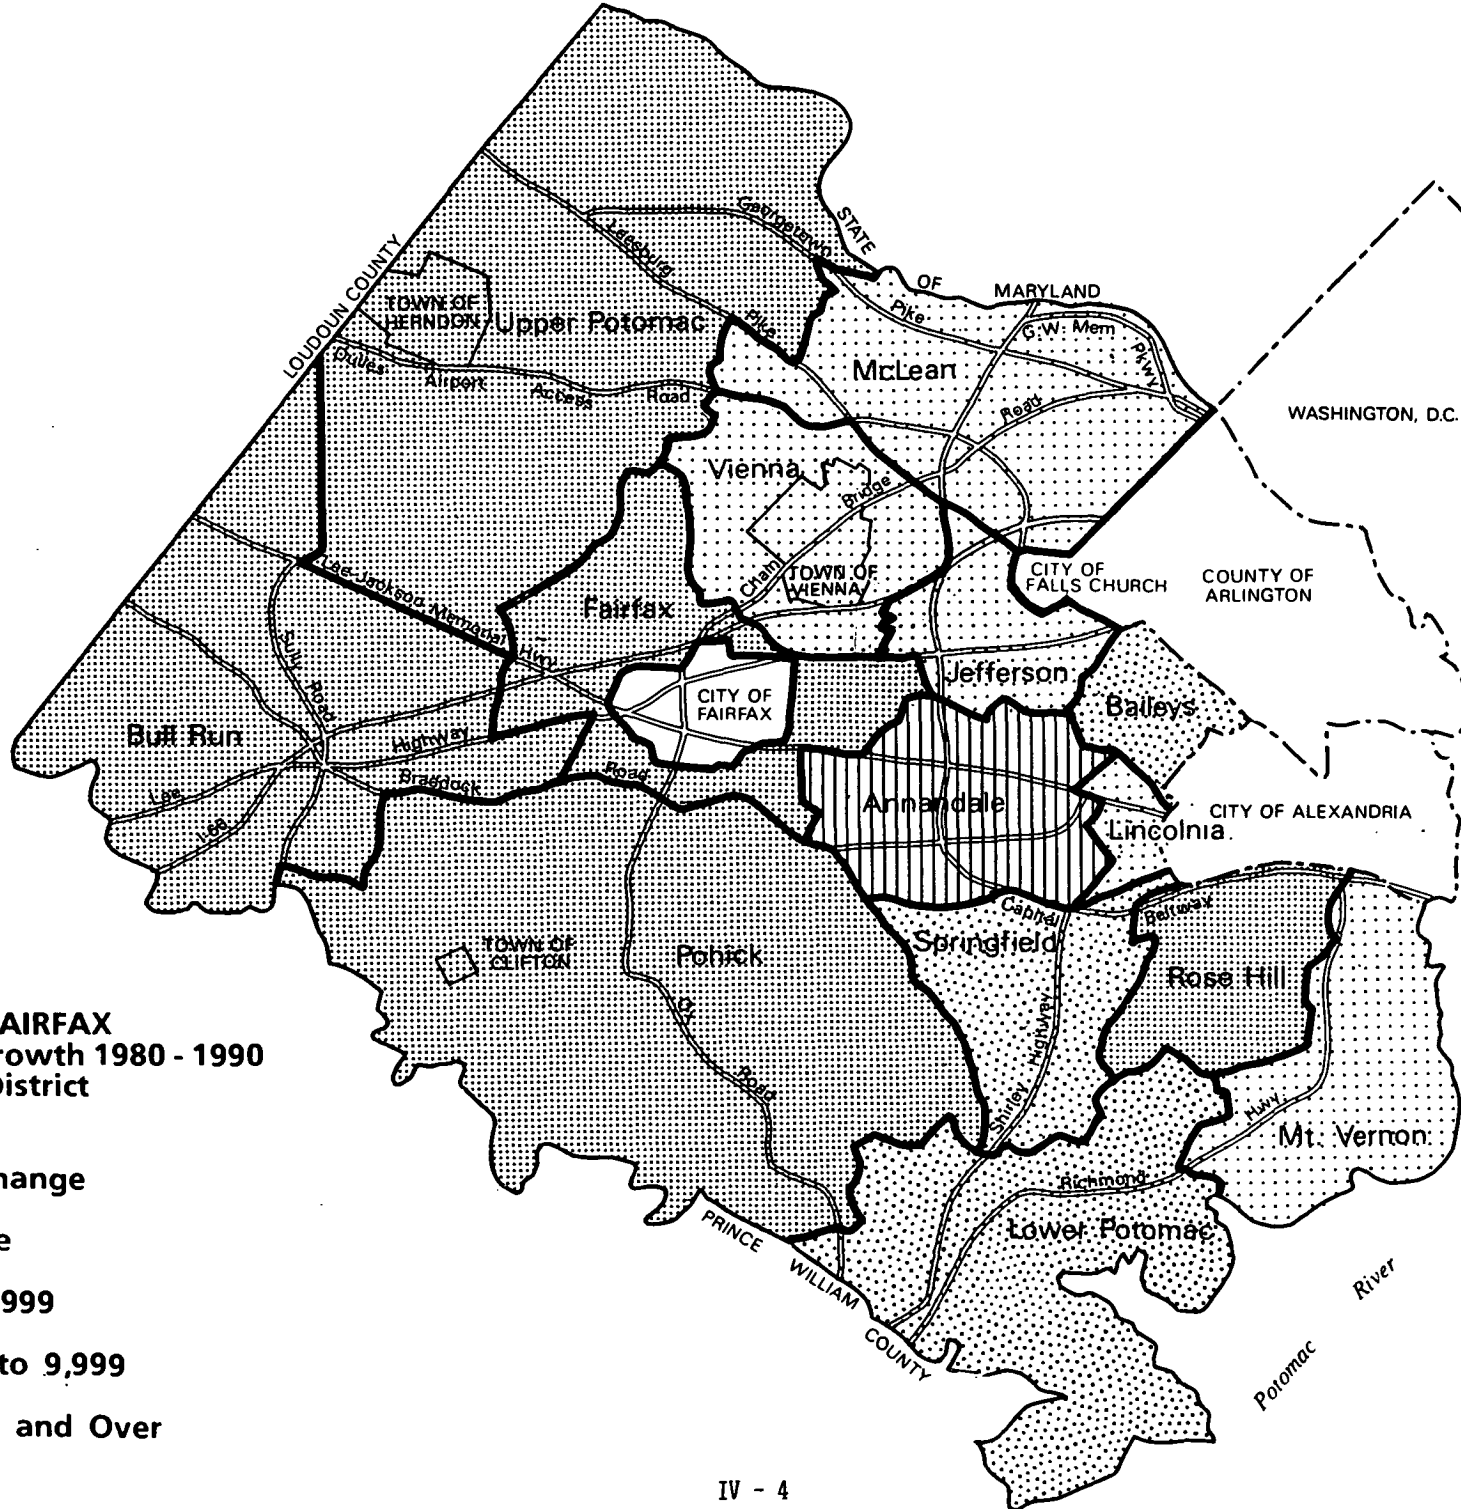 STATE
OF
MARYLAND
Georgetown
Pike
Leesburg
Pike
G.W. Mem
Pkwy
LOUDOUN COUNTY
TOWN OF
HERNDON
Upper Potomac
McLean
Dulles
Airport
Access
Road
Road
WASHINGTON, D.C.
Vienna
Bridge
Chain
TOWN OF
VIENNA
CITY OF
FALLS CHURCH
COUNTY OF
ARLINGTON
Lee Jackson Memorial Hwy
Fairfax
Sully
Road
Jefferson
CITY OF
FAIRFAX
Baileys
Bull Run
Highway
Lee
I-66
Braddock
Road
Annandale
Lincolnia
CITY OF ALEXANDRIA
Capital
Beltway
TOWN OF
CLIFTON
Pohick
Springfield
Rose Hill
Ox
Road
Shirley
Highway
Hwy
Mt. Vernon
Richmond
Lower Potomac
PRINCE
WILLIAM
COUNTY
River
Potomac
AIRFAX
rowth 1980 - 1990
District
hange
e
999
to 9,999
and Over
IV - 4